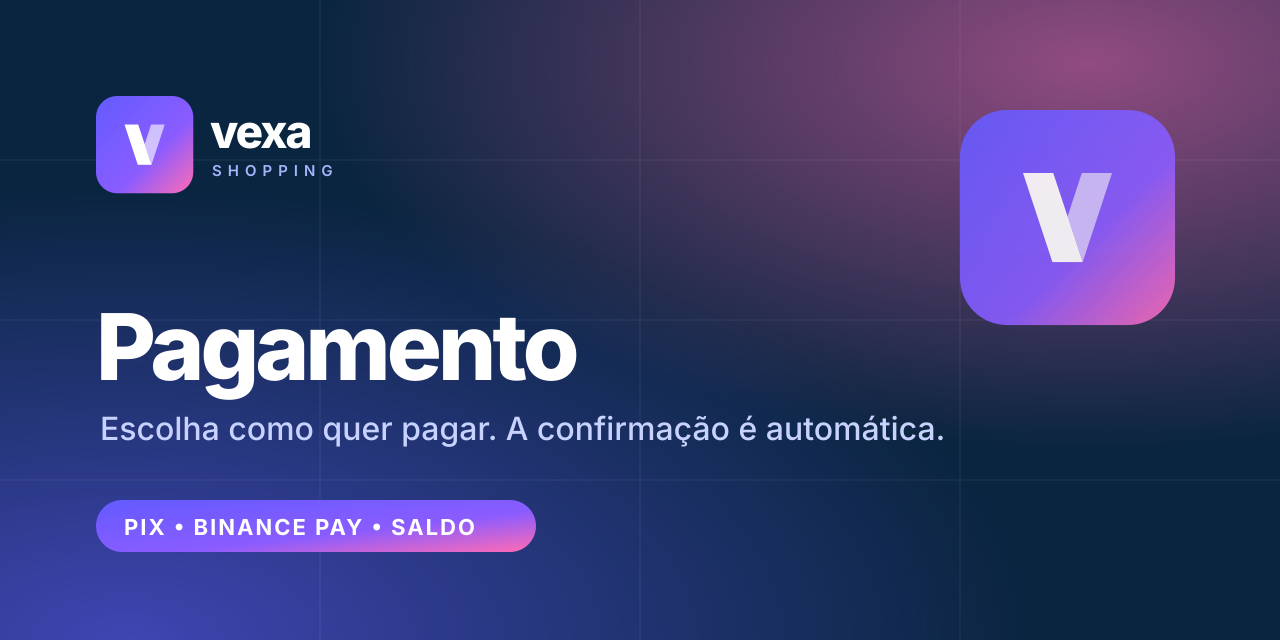 vexa
SHOPPING
Pagamento
Escolha como quer pagar. A confirmação é automática.
PIX • BINANCE PAY • SALDO